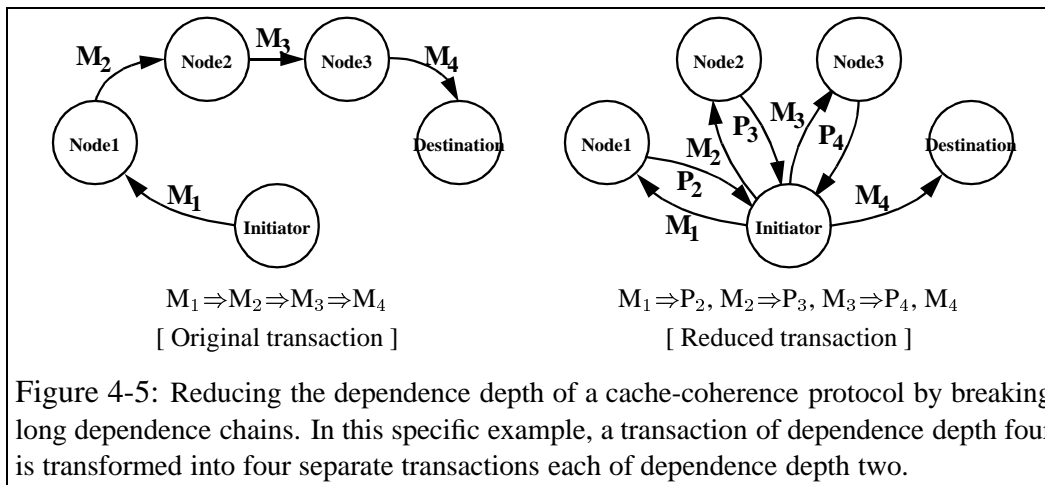 M₂
Node2
M₃
Node3
M₄
Node1
Destination
M₁
Initiator
M₁⇒M₂⇒M₃⇒M₄
[ Original transaction ]
Node2
Node3
M₃
P₃
P₄
Node1
M₂
Destination
P₂
M₄
M₁
Initiator
M₁⇒P₂, M₂⇒P₃, M₃⇒P₄, M₄
[ Reduced transaction ]
Figure 4-5: Reducing the dependence depth of a cache-coherence protocol by breaking
long dependence chains. In this specific example, a transaction of dependence depth four
is transformed into four separate transactions each of dependence depth two.